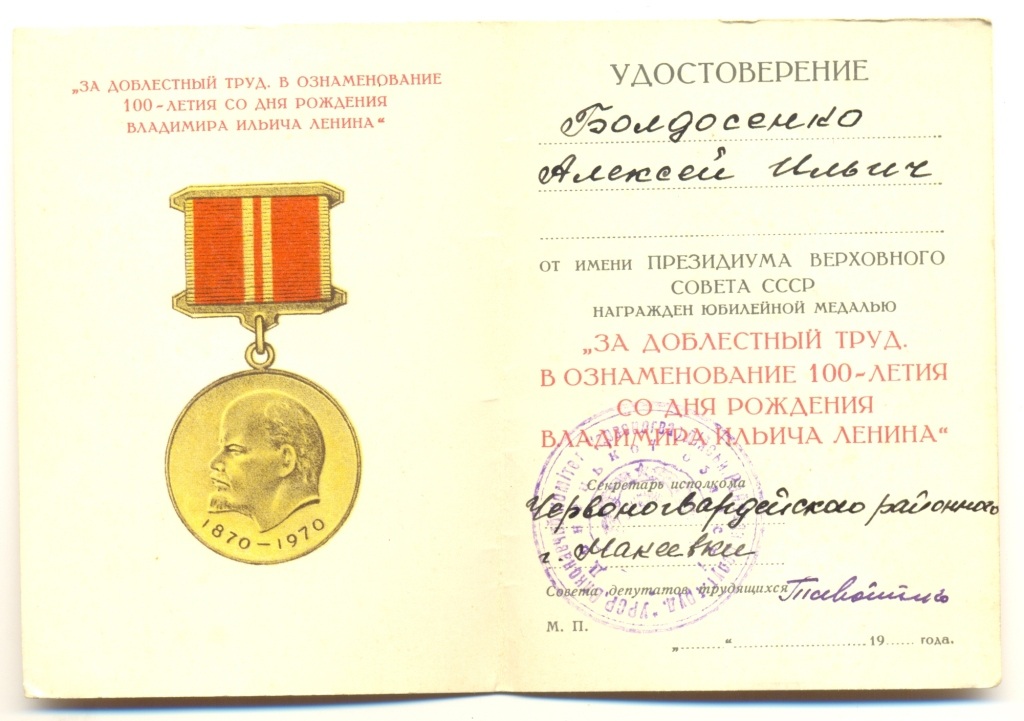 „ЗА ДОБЛЕСТНЫЙ ТРУД. В ОЗНАМЕНОВАНИЕ
100-ЛЕТИЯ СО ДНЯ РОЖДЕНИЯ
ВЛАДИМИРА ИЛЬИЧА ЛЕНИНА“
1870-1970
УДОСТОВЕРЕНИЕ
Болдосенко
Алексей Ильич
ОТ ИМЕНИ ПРЕЗИДИУМА ВЕРХОВНОГО
СОВЕТА СССР
НАГРАЖДЕН ЮБИЛЕЙНОЙ МЕДАЛЬЮ
„ЗА ДОБЛЕСТНЫЙ ТРУД.
В ОЗНАМЕНОВАНИЕ 100-ЛЕТИЯ
СО ДНЯ РОЖДЕНИЯ
ВЛАДИМИРА ИЛЬИЧА ЛЕНИНА“
Секретарь исполкома
Червоногвардейского районного
г Макеевки
Совета депутатов трудящихся
М. П.
„........“ .................. 19...... года.